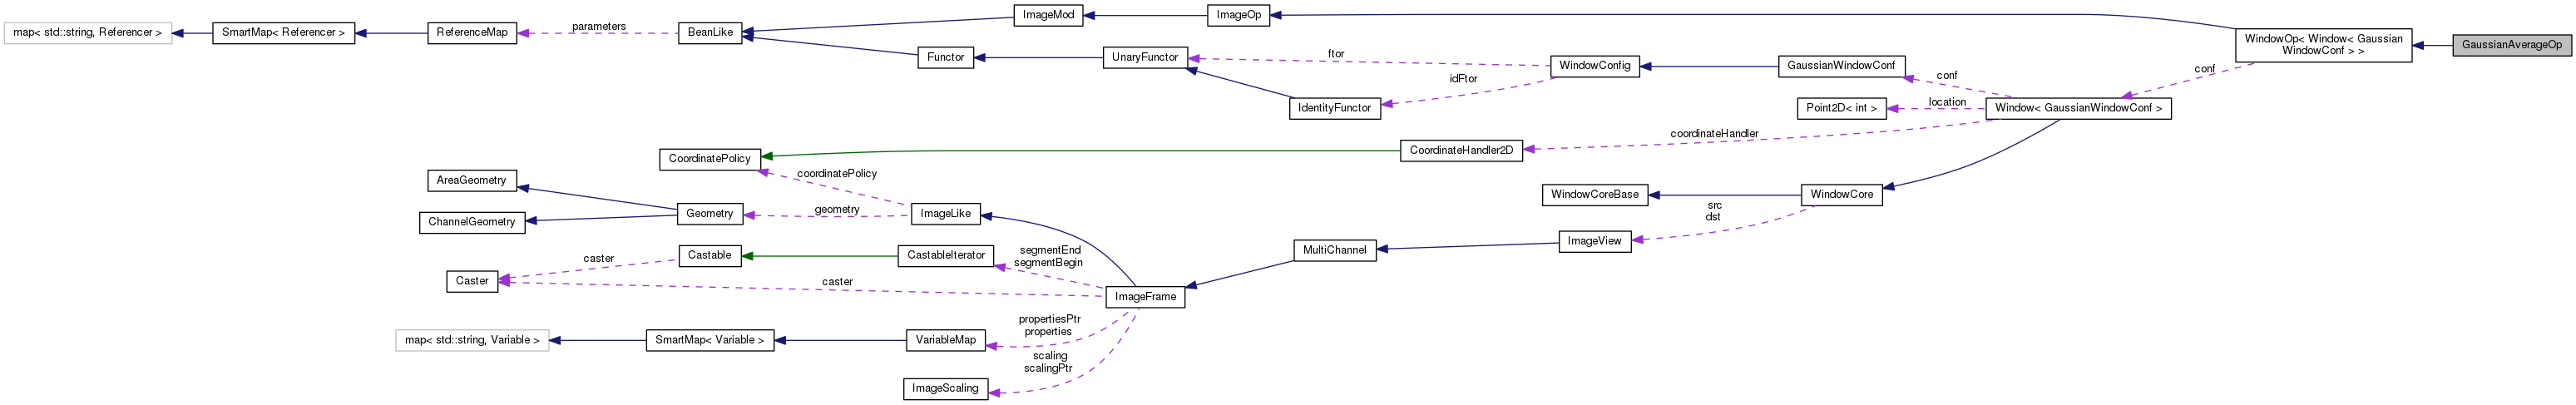 ImageMod
ImageOp
map< std::string, Referencer >
SmartMap< Referencer >
ReferenceMap
parameters
BeanLike
WindowOp< Window< Gaussian
WindowConf > >
GaussianAverageOp
Functor
UnaryFunctor
ftor
WindowConfig
GaussianWindowConf
conf
conf
idFtor
IdentityFunctor
Point2D< int >
location
Window< GaussianWindowConf >
coordinateHandler
CoordinatePolicy
CoordinateHandler2D
coordinatePolicy
AreaGeometry
WindowCoreBase
WindowCore
ChannelGeometry
Geometry
geometry
ImageLike
src
dst
ImageView
MultiChannel
segmentEnd
segmentBegin
Castable
CastableIterator
caster
Caster
caster
ImageFrame
propertiesPtr
properties
map< std::string, Variable >
SmartMap< Variable >
VariableMap
scaling
scalingPtr
ImageScaling